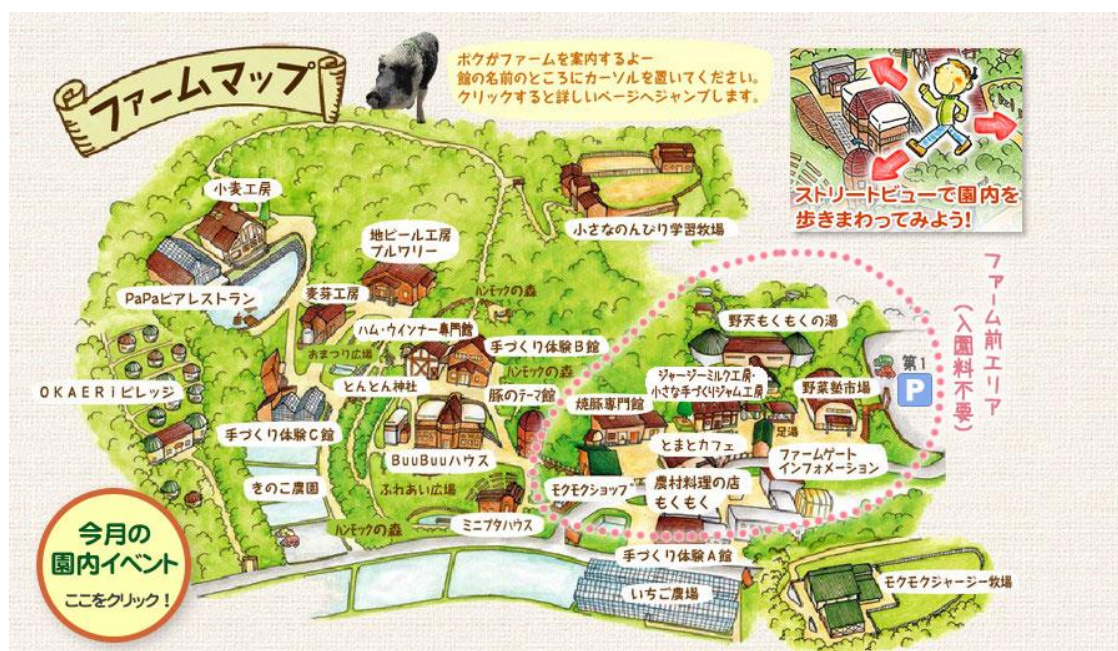 ファームマップ
ボクがファームを案内するよー
館の名前のところにカーソルを置いてください。
クリックすると詳しいページへジャンプします。
ストリートビューで園内を
歩きまわってみよう!
小麦工房
小さなのんびり学習牧場
地ビール工房
ブルワリー
PaPaビアレストラン
麦芽工房
ハンモックの森
ファーム前エリア
(入園料不要)
野天もくもくの湯
ハム・ウインナー専門館
手づくり体験B館
おまつり広場
ハンモックの森
とんとん神社
豚のテーマ館
OKAERiビレッジ
ジャージーミルク工房・
小さな手づくりジャム工房
野菜塾市場
第1
P
焼豚専門館
足湯
手づくり体験C館
とまとカフェ
BuuBuuハウス
ファームゲート
インフォメーション
きのこ農園
ふれあい広場
モクモクショップ
農村料理の店
もくもく
ハンモックの森
ミニブタハウス
今月の
園内イベント
ここをクリック!
手づくり体験A館
いちご農場
モクモクジャージー牧場